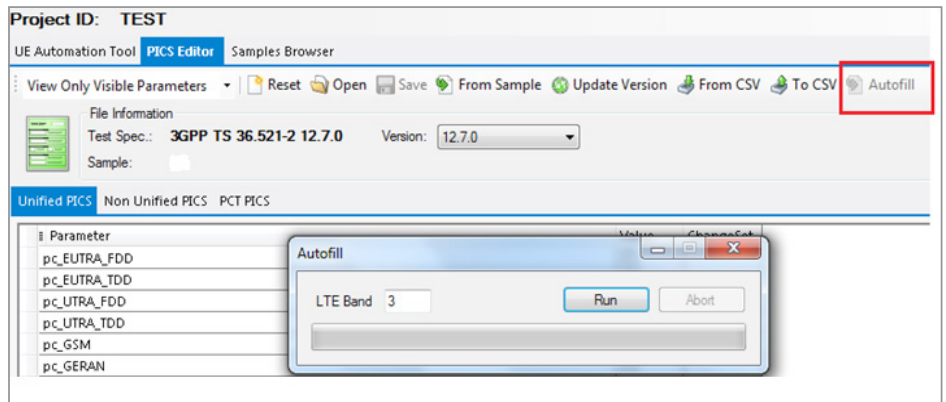 Project ID: TEST
UE Automation Tool PICS Editor Samples Browser
View Only Visible Parameters Reset Open Save From Sample Update Version From CSV To CSV Autofill
File Information
Test Spec.: 3GPP TS 36.521-2 12.7.0 Version: 12.7.0
Sample:
Unified PICS Non Unified PICS PCT PICS
Parameter Value ChangeSet
pc_EUTRA_FDD
pc_EUTRA_TDD
pc_UTRA_FDD
pc_UTRA_TDD
pc_GSM
pc_GERAN
Autofill
LTE Band 3 Run Abort